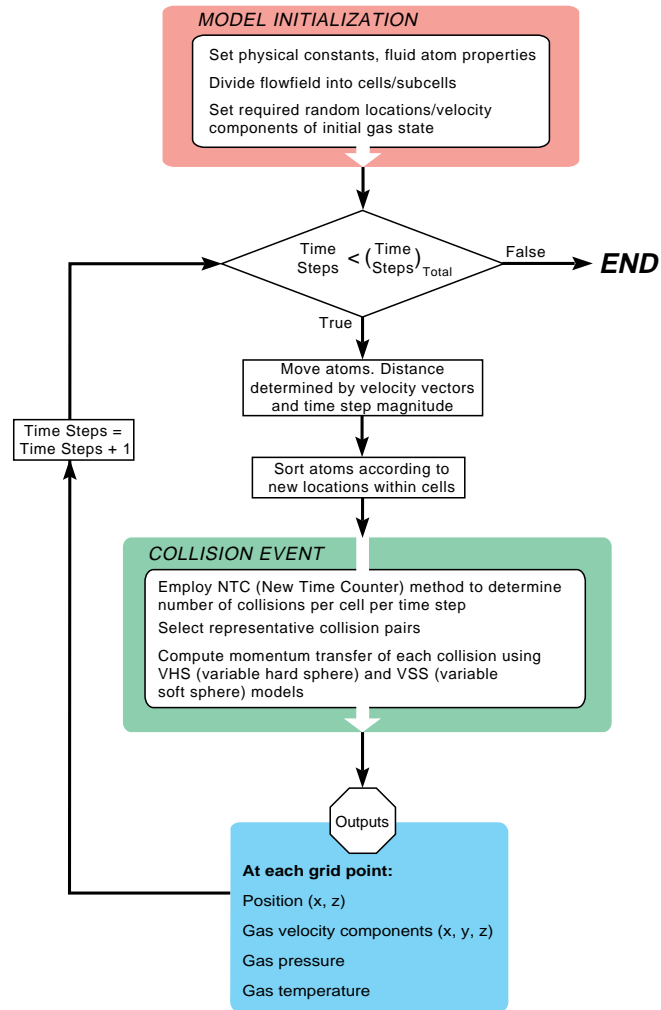 MODEL INITIALIZATION
Set physical constants, fluid atom properties
Divide flowfield into cells/subcells
Set required random locations/velocity
components of initial gas state
Time
Steps
<
(Time
Steps)
Total
False
END
True
Move atoms. Distance
determined by velocity vectors
and time step magnitude
Time Steps =
Time Steps + 1
Sort atoms according to
new locations within cells
COLLISION EVENT
Employ NTC (New Time Counter) method to determine
number of collisions per cell per time step
Select representative collision pairs
Compute momentum transfer of each collision using
VHS (variable hard sphere) and VSS (variable
soft sphere) models
Outputs
At each grid point:
Position (x, z)
Gas velocity components (x, y, z)
Gas pressure
Gas temperature